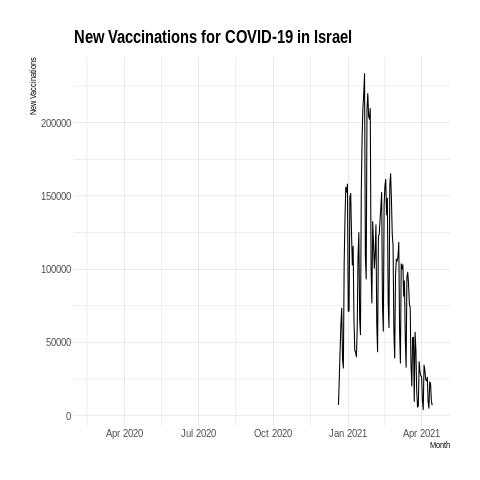 New Vaccinations for COVID-19 in Israel
New Vaccinations
200000
150000
100000
50000
0
Apr 2020 Jul 2020 Oct 2020 Jan 2021 Apr 2021
Month